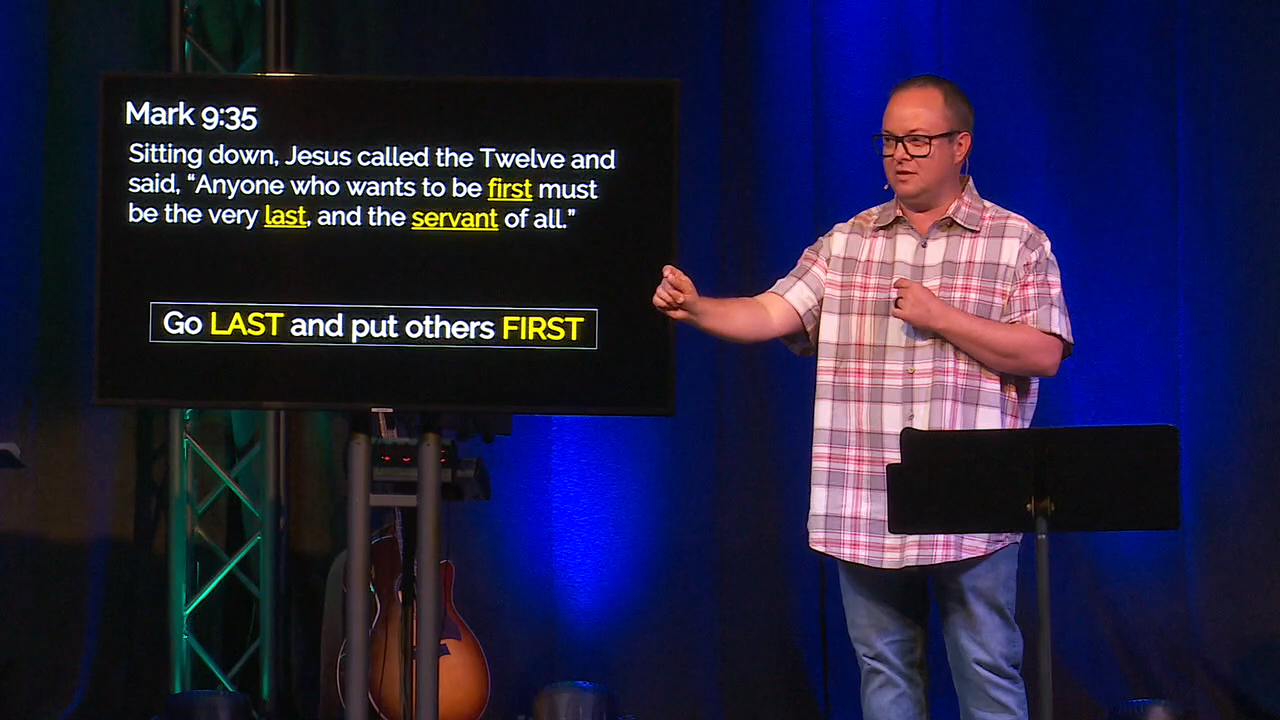 Mark 9:35
Sitting down, Jesus called the Twelve and
said, “Anyone who wants to be first must
be the very last, and the servant of all.”
Go LAST and put others FIRST